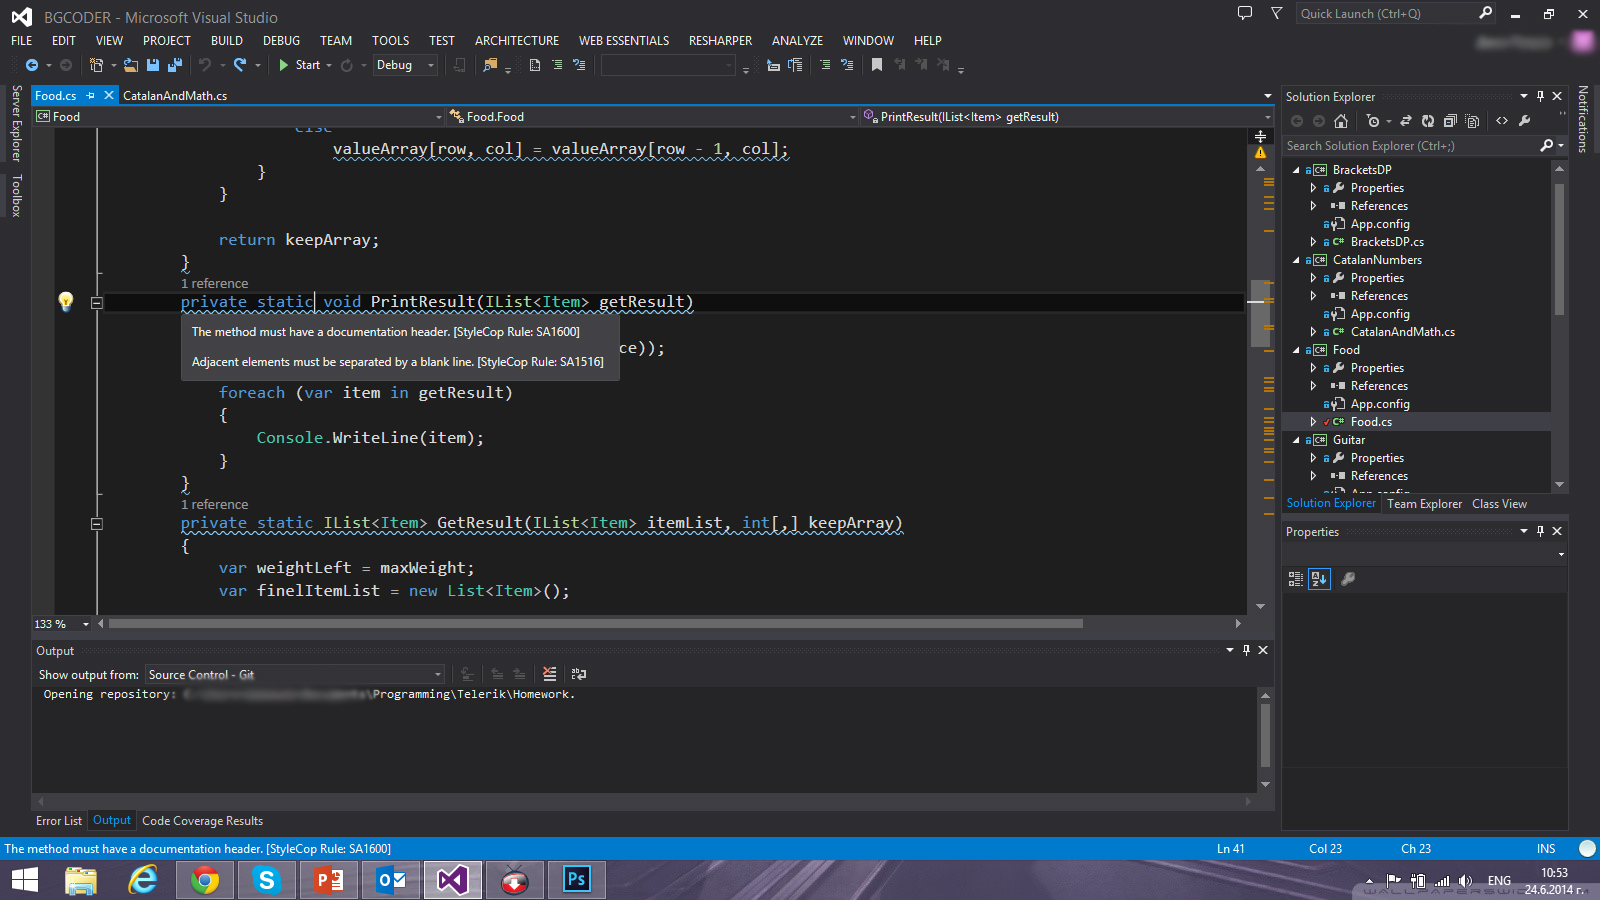 BGCODER - Microsoft Visual Studio
Quick Launch (Ctrl+Q)
FILE EDIT VIEW PROJECT BUILD DEBUG TEAM TOOLS TEST ARCHITECTURE WEB ESSENTIALS RESHARPER ANALYZE WINDOW HELP
Start Debug
Server Explorer
Toolbox
Food.cs CatalanAndMath.cs
Food Food.Food PrintResult(IList<Item> getResult)
else
valueArray[row, col] = valueArray[row - 1, col];
}
}
return keepArray;
}
1 reference
private static void PrintResult(IList<Item> getResult)
The method must have a documentation header. [StyleCop Rule: SA1600]
ce));
Adjacent elements must be separated by a blank line. [StyleCop Rule: SA1516]
foreach (var item in getResult)
{
Console.WriteLine(item);
}
}
1 reference
private static IList<Item> GetResult(IList<Item> itemList, int[,] keepArray)
{
var weightLeft = maxWeight;
var finelItemList = new List<Item>();
133 %
Output
Show output from: Source Control - Git
Opening repository: \Programming\Telerik\Homework.
Error List Output Code Coverage Results
Solution Explorer
Search Solution Explorer (Ctrl+;)
BracketsDP
Properties
References
App.config
BracketsDP.cs
CatalanNumbers
Properties
References
App.config
CatalanAndMath.cs
Food
Properties
References
App.config
Food.cs
Guitar
Properties
References
App.config
Solution Explorer Team Explorer Class View
Properties
Notifications
The method must have a documentation header. [StyleCop Rule: SA1600] Ln 41 Col 23 Ch 23 INS
ENG
10:53
24.6.2014 г.